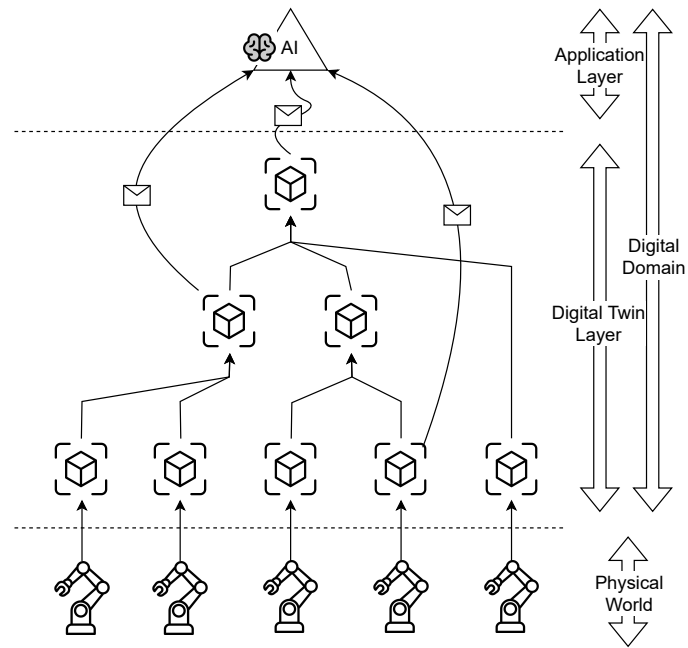 AI
Application
Layer
Digital
Domain
Digital Twin
Layer
Physical
World